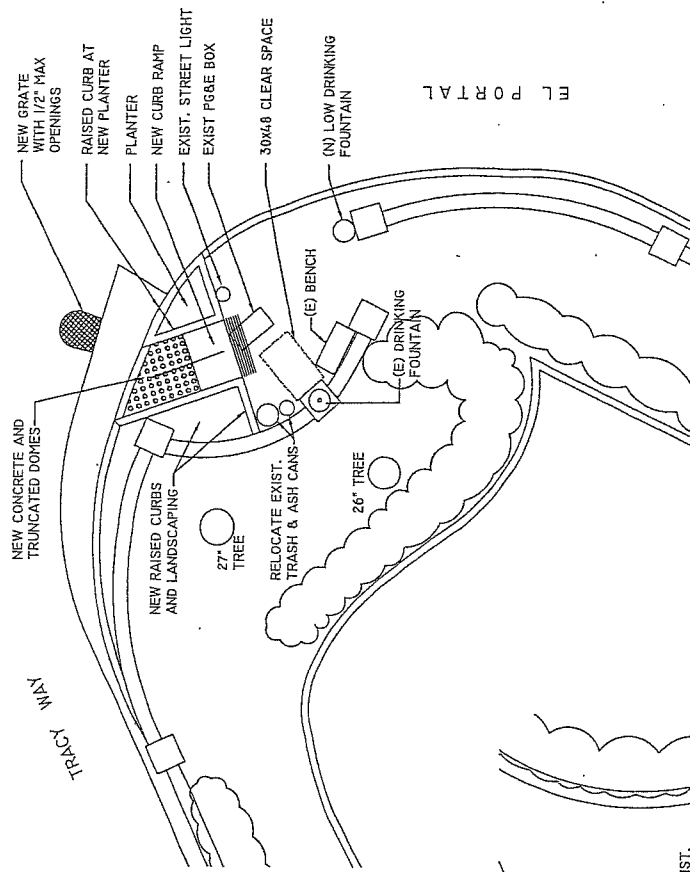 NEW GRATE
WITH 1/2" MAX
OPENINGS
RAISED CURB AT
NEW PLANTER
PLANTER
NEW CURB RAMP
EXIST. STREET LIGHT
EXIST PG&E BOX
30X48 CLEAR SPACE
(N) LOW DRINKING
FOUNTAIN
EL PORTAL
NEW CONCRETE AND
TRUNCATED DOMES
(E) BENCH
(E) DRINKING
FOUNTAIN
NEW RAISED CURBS
AND LANDSCAPING
RELOCATE EXIST.
TRASH & ASH CANS
27"
TREE
26" TREE
TRACY WAY